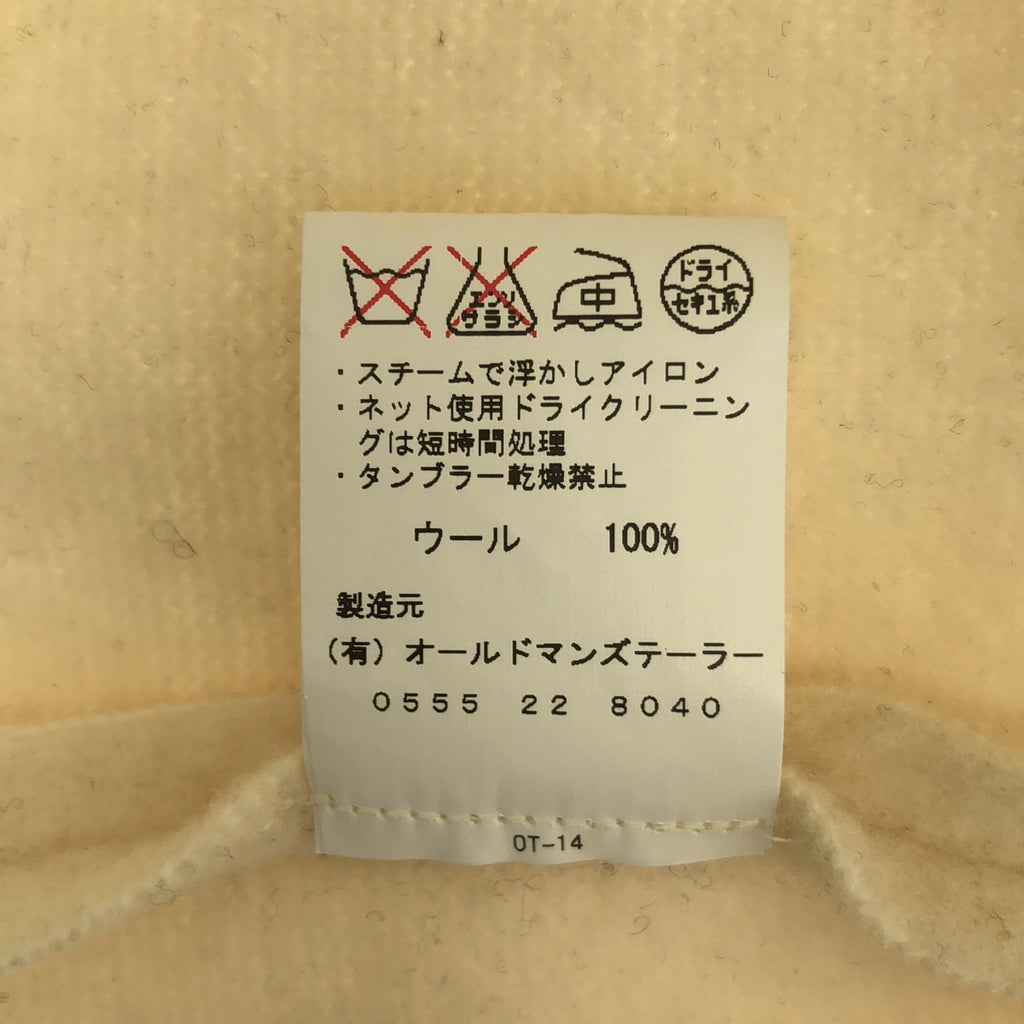 エンソ
サラシ
中
ドライ
セキユ系
・スチームで浮かしアイロン
・ネット使用ドライクリーニン
グは短時間処理
・タンブラー乾燥禁止
ウール 100%
製造元
(有) オールドマンズテーラー
0555 22 8040
OT-14